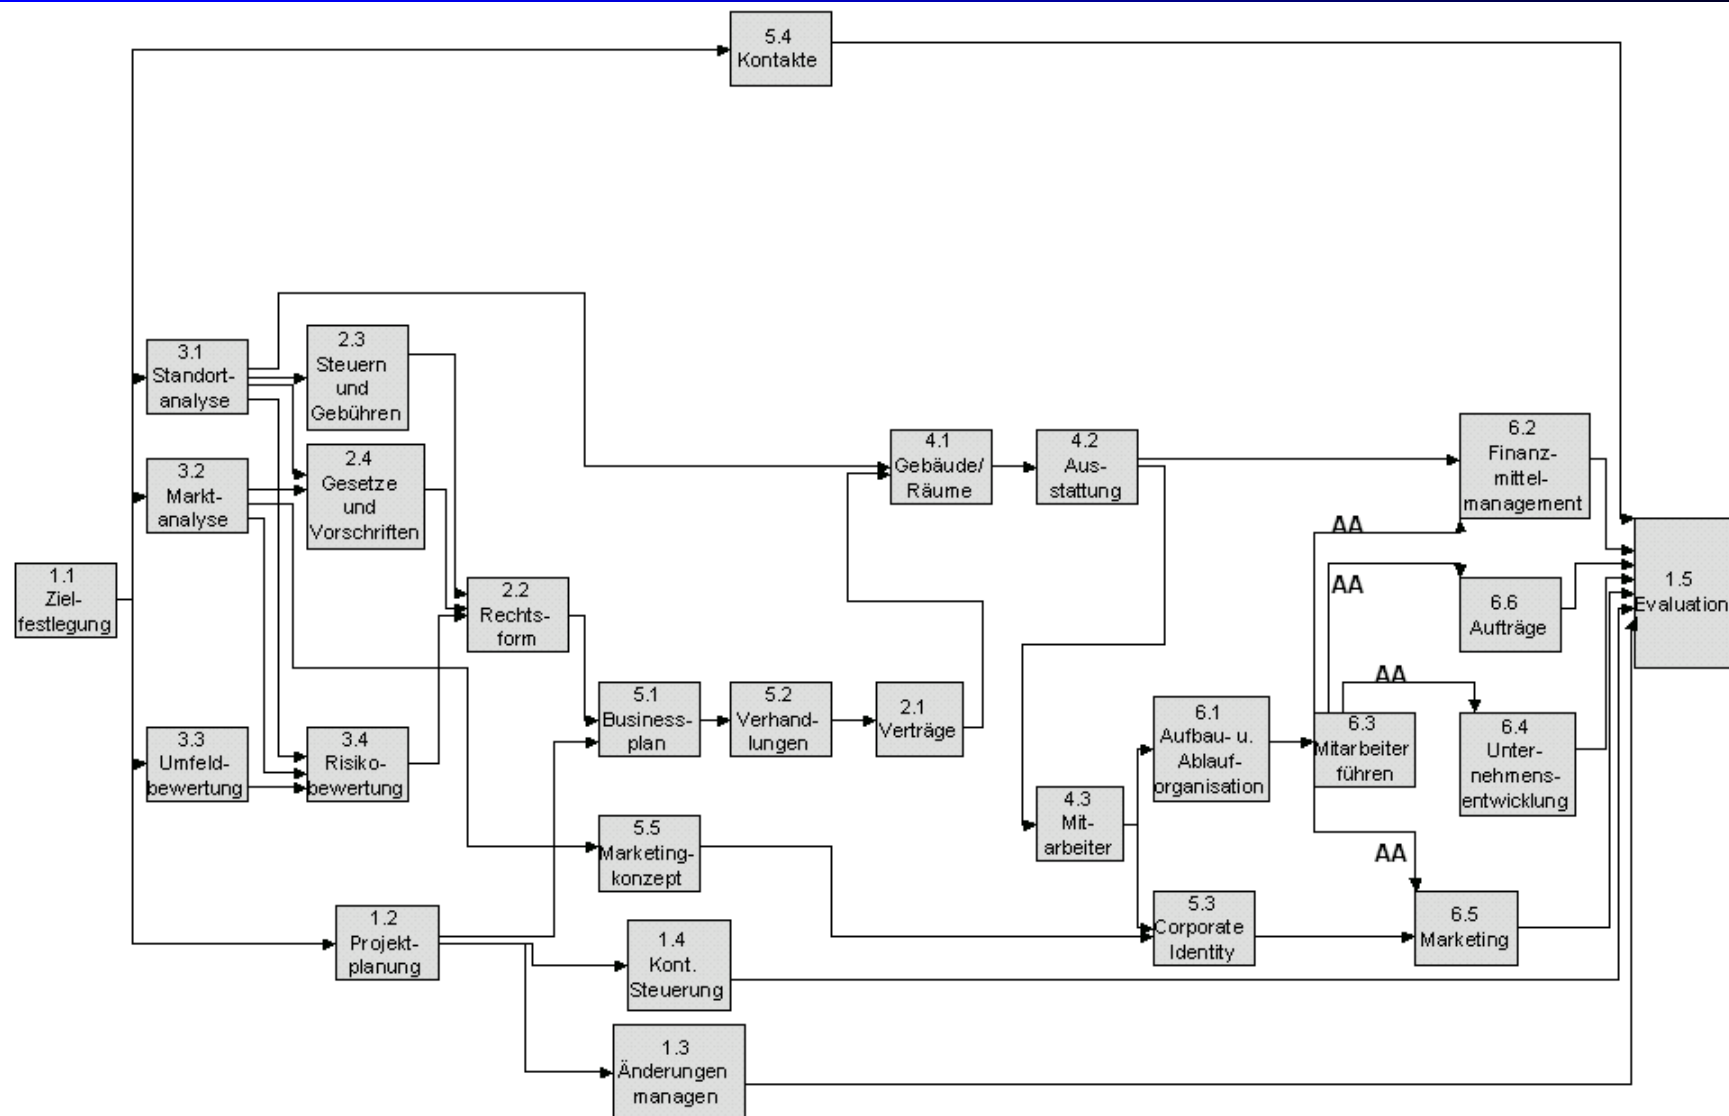 5.4
Kontakte
3.1
Standort-
analyse
2.3
Steuern
und
Gebühren
3.2
Markt-
analyse
2.4
Gesetze
und
Vorschriften
1.1
Ziel-
festlegung
2.2
Rechts-
form
3.3
Umfeld-
bewertung
3.4
Risiko-
bewertung
5.1
Business-
plan
5.2
Verhand-
lungen
2.1
Verträge
4.1
Gebäude/
Räume
4.2
Aus-
stattung
5.5
Marketing-
konzept
1.2
Projekt-
planung
1.4
Kont.
Steuerung
1.3
Änderungen
managen
4.3
Mit-
arbeiter
6.1
Aufbau- u.
Ablauf-
organisation
5.3
Corporate
Identity
6.3
Mitarbeiter
führen
AA
AA
AA
AA
6.2
Finanz-
mittel-
management
6.6
Aufträge
6.4
Unter-
nehmens-
entwicklung
6.5
Marketing
1.5
Evaluation